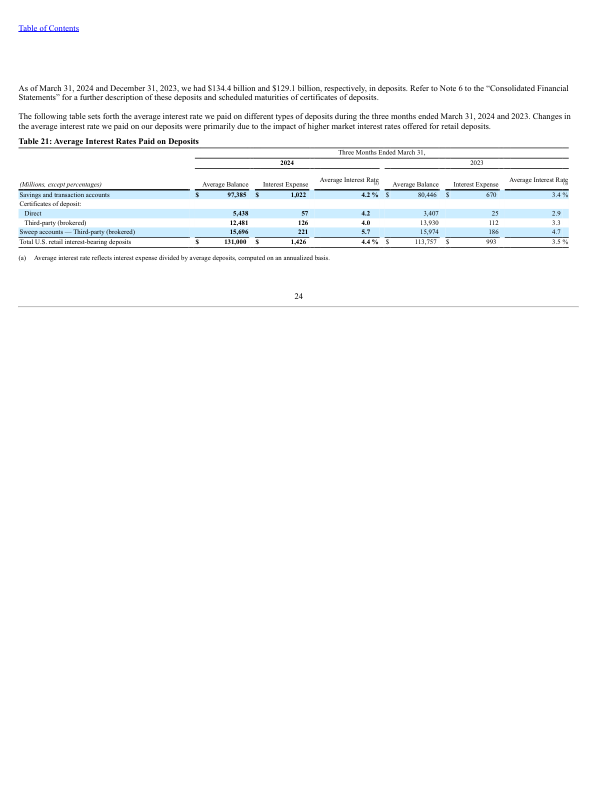 Table of Contents
As of March 31, 2024 and December 31, 2023, we had $134.4 billion and $129.1 billion, respectively, in deposits. Refer to Note 6 to the “Consolidated Financial
Statements” for a further description of these deposits and scheduled maturities of certificates of deposits.
The following table sets forth the average interest rate we paid on different types of deposits during the three months ended March 31, 2024 and 2023. Changes in
the average interest rate we paid on our deposits were primarily due to the impact of higher market interest rates offered for retail deposits.
Table 21: Average Interest Rates Paid on Deposits
Three Months Ended March 31,
2024 2023
(Millions, except percentages) Average Balance Interest Expense Average Interest Rate (a) Average Balance Interest Expense Average Interest Rate (a)
Savings and transaction accounts $ 97,385 $ 1,022 4.2 % $ 80,446 $ 670 3.4 %
Certificates of deposit:
Direct 5,438 57 4.2 3,407 25 2.9
Third-party (brokered) 12,481 126 4.0 13,930 112 3.3
Sweep accounts — Third-party (brokered) 15,696 221 5.7 15,974 186 4.7
Total U.S. retail interest-bearing deposits $ 131,000 $ 1,426 4.4 % $ 113,757 $ 993 3.5 %
(a) Average interest rate reflects interest expense divided by average deposits, computed on an annualized basis.
24